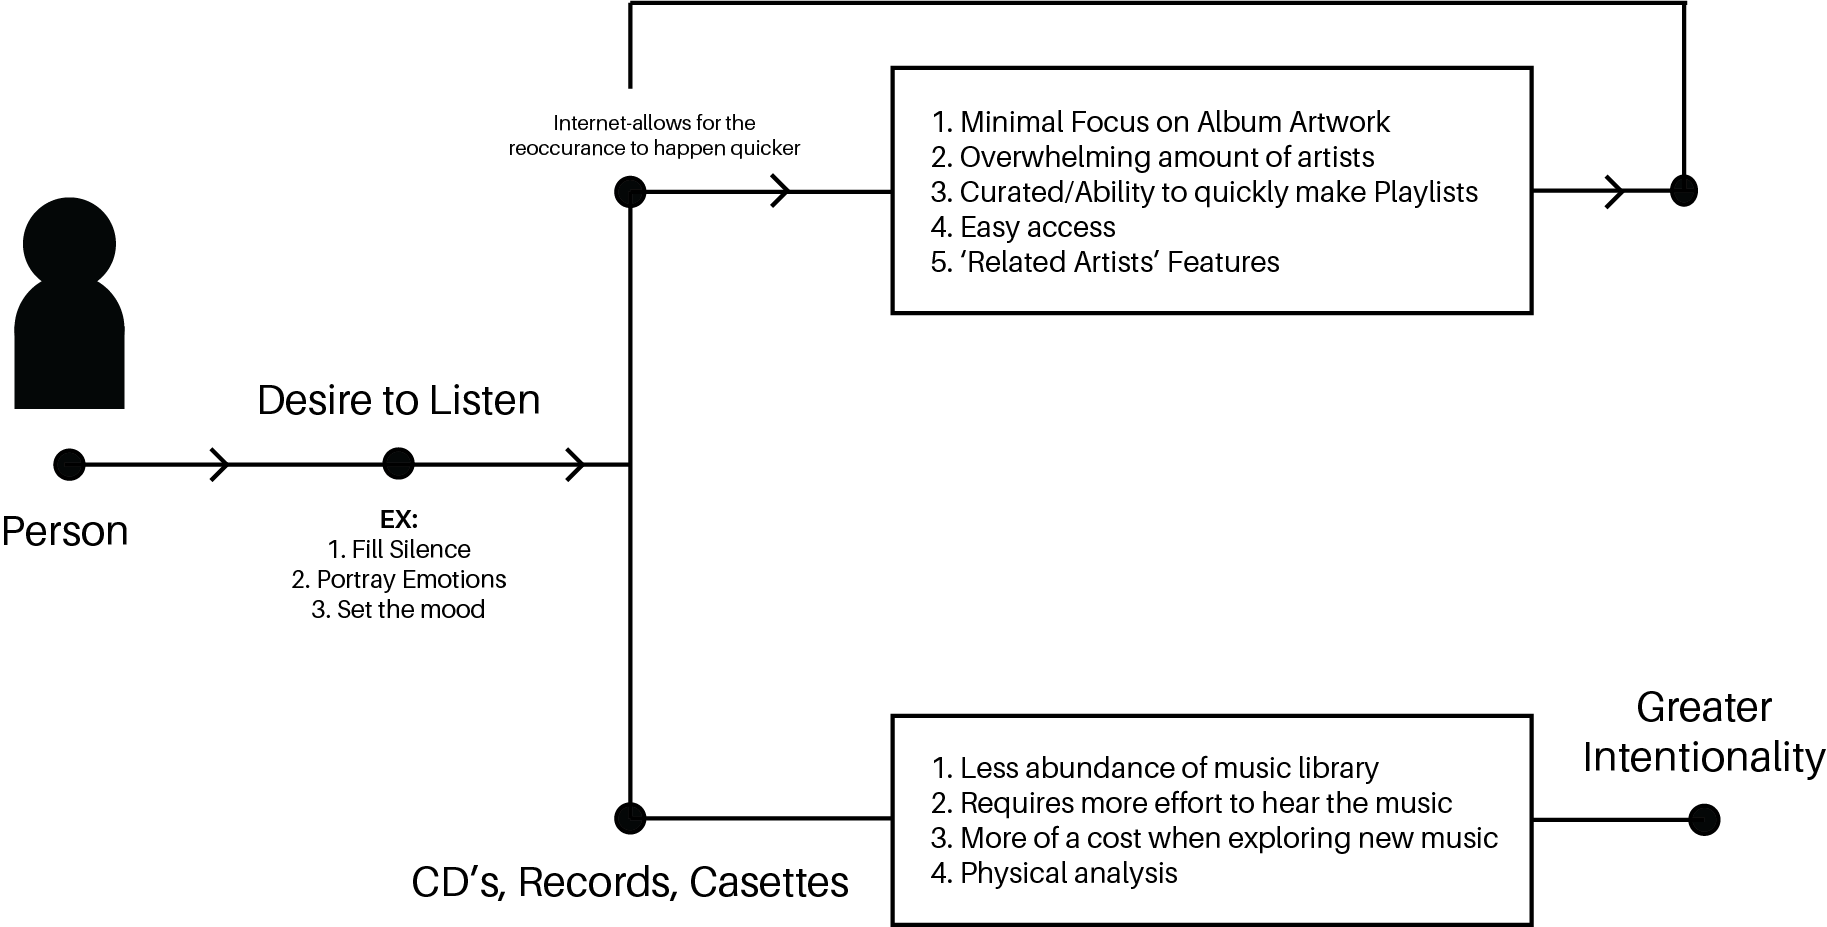 Internet-allows for the
reoccurance to happen quicker
1. Minimal Focus on Album Artwork
2. Overwhelming amount of artists
3. Curated/Ability to quickly make Playlists
4. Easy access
5. ‘Related Artists’ Features
Desire to Listen
Person
EX:
1. Fill Silence
2. Portray Emotions
3. Set the mood
Greater
Intentionality
1. Less abundance of music library
2. Requires more effort to hear the music
3. More of a cost when exploring new music
4. Physical analysis
CD’s, Records, Casettes